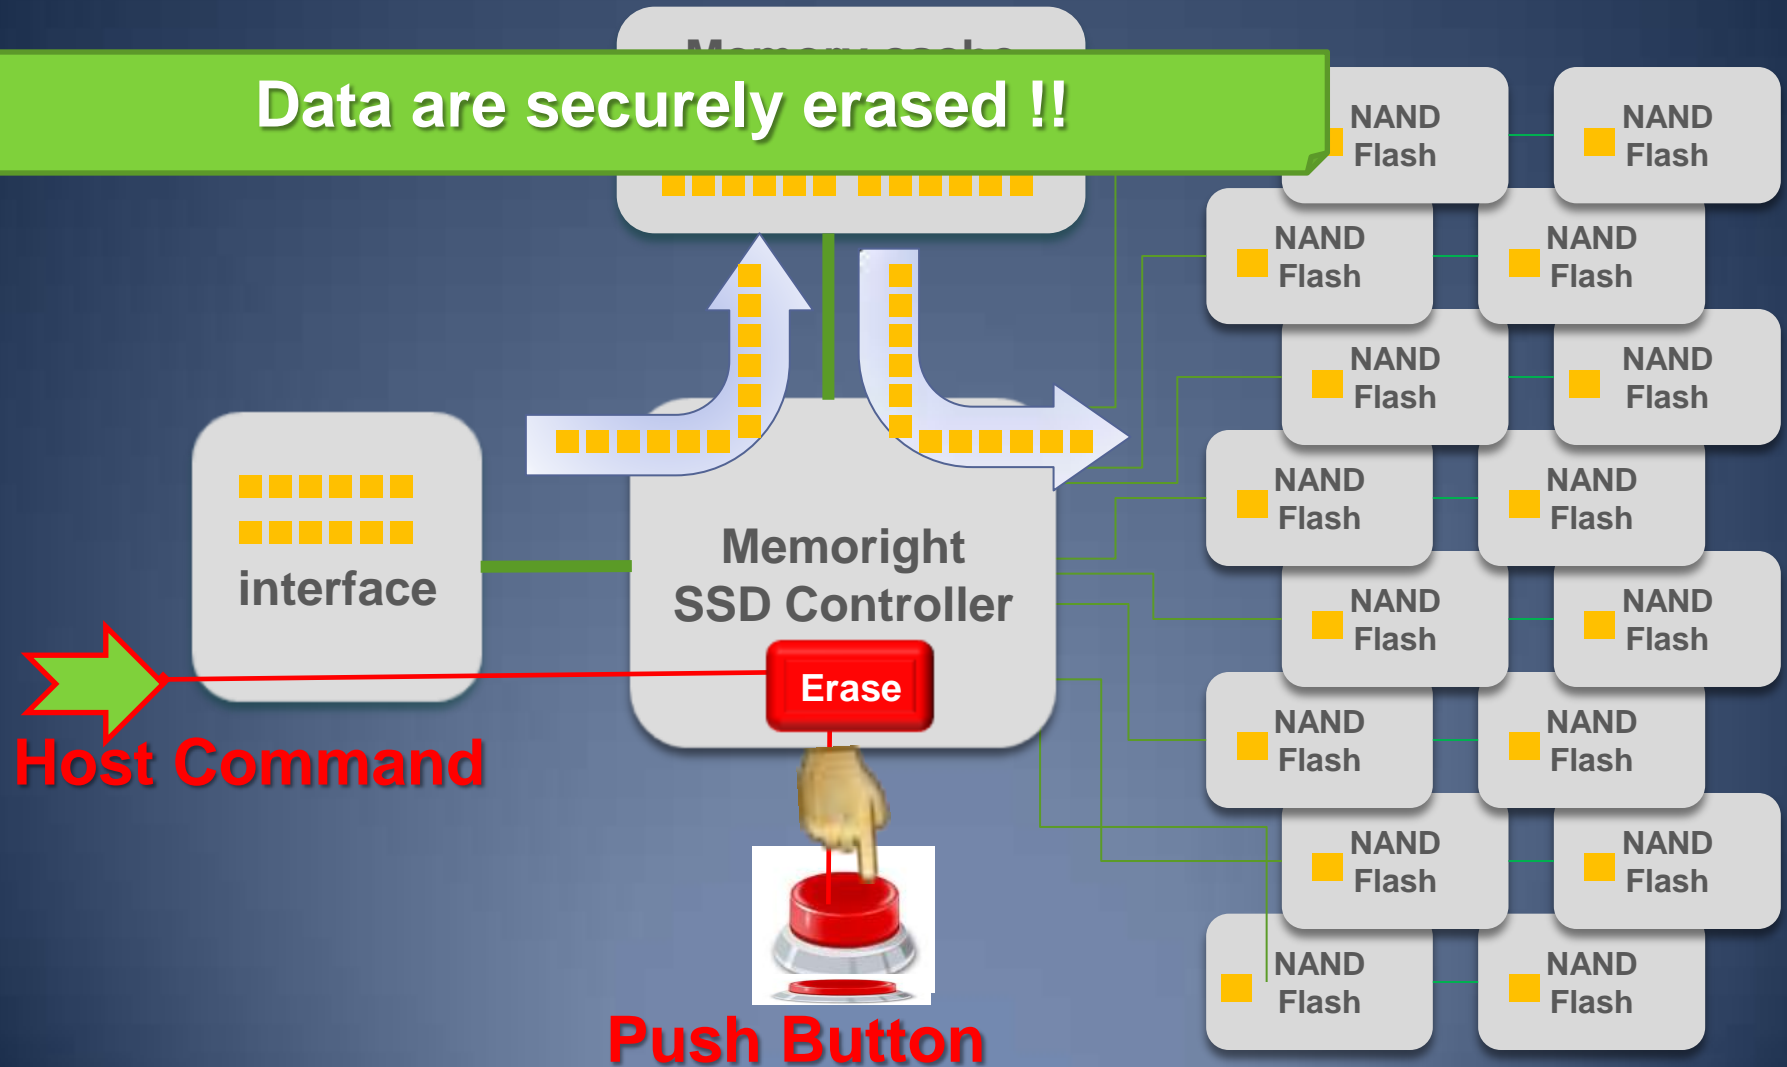 Memory cache
Data are securely erased !!
NAND
Flash
NAND
Flash
NAND
Flash
NAND
Flash
NAND
Flash
NAND
Flash
NAND
Flash
NAND
Flash
NAND
Flash
NAND
Flash
NAND
Flash
NAND
Flash
NAND
Flash
NAND
Flash
NAND
Flash
NAND
Flash
interface
Memoright
SSD Controller
Erase
Host Command
Push Button